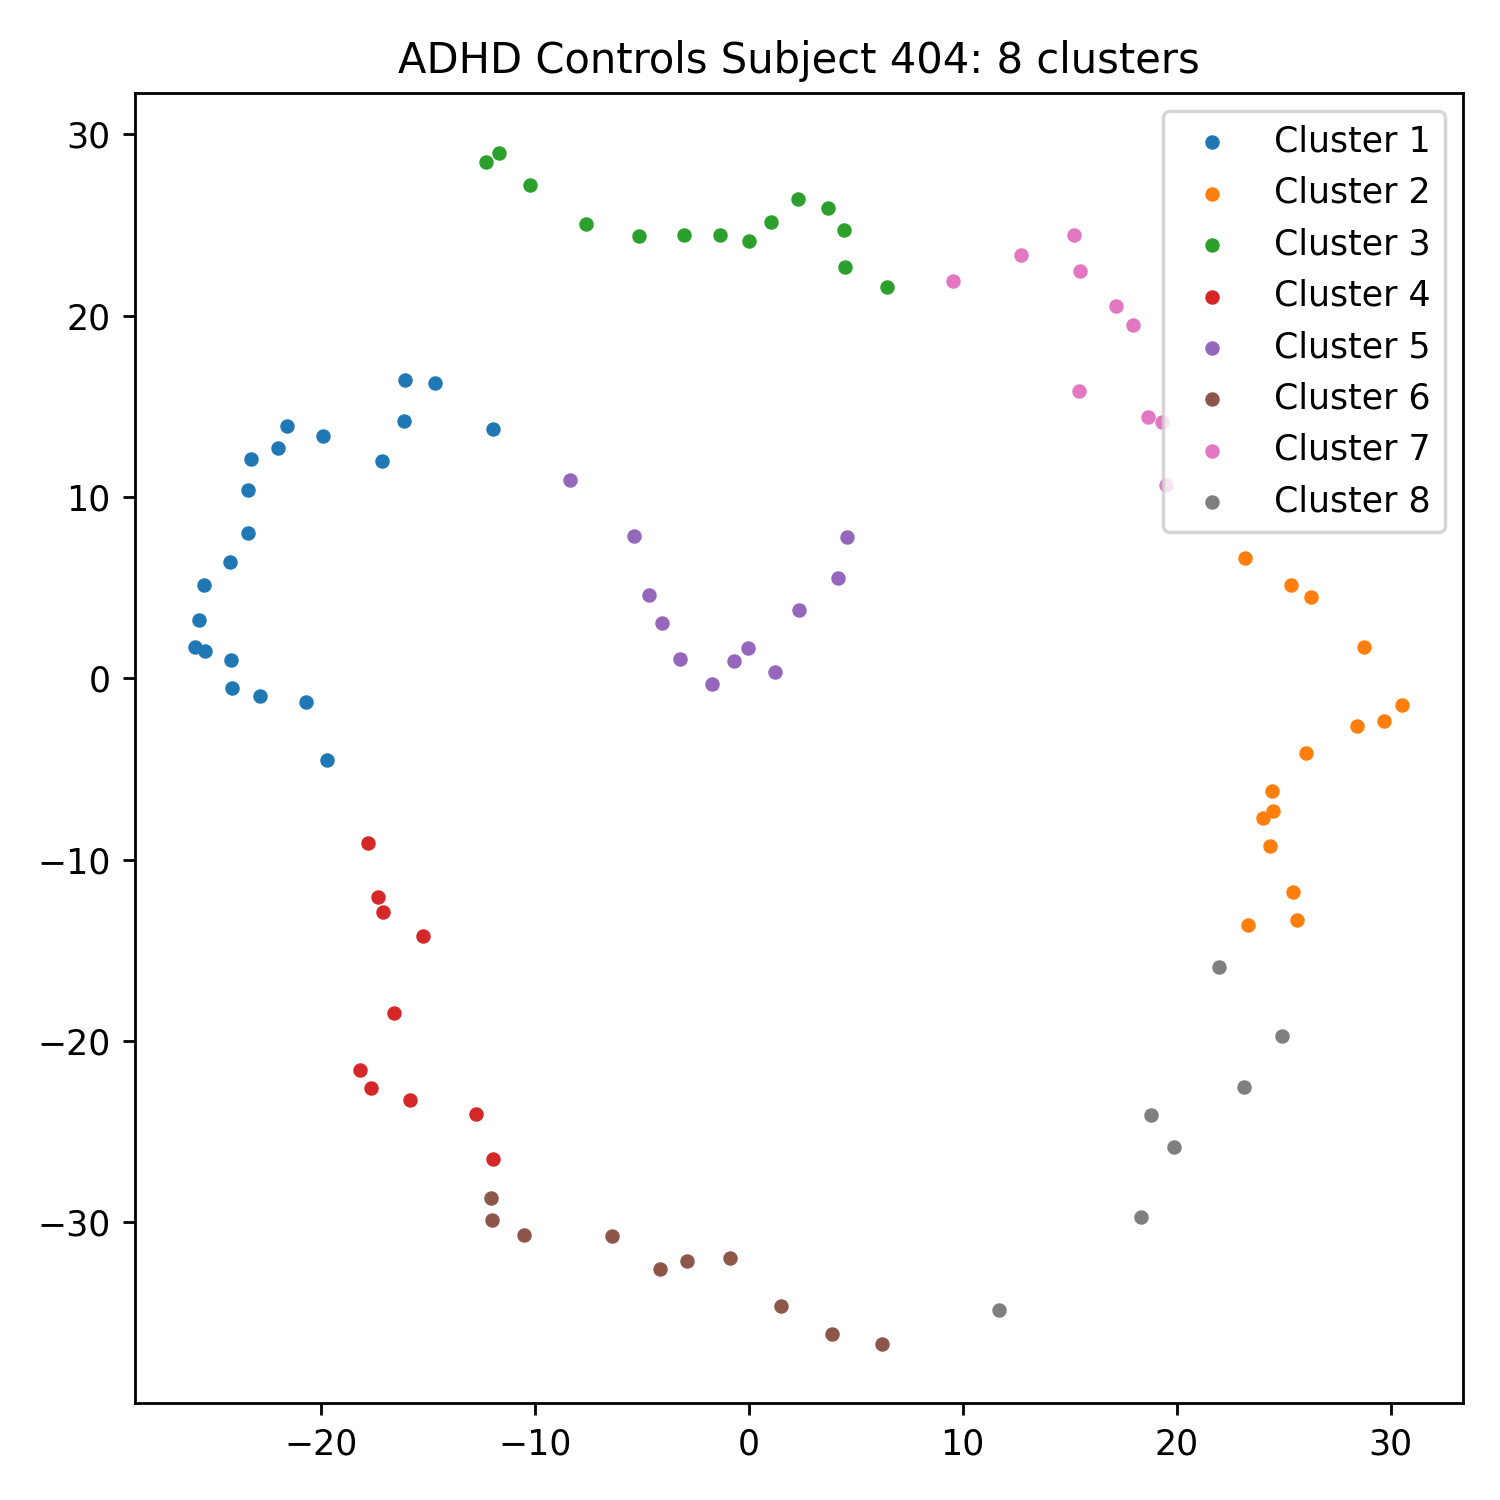 ADHD Controls Subject 404: 8 clusters
30
20
10
0
−10
−20
−30
−20
−10
0
10
20
30
Cluster 1
Cluster 2
Cluster 3
Cluster 4
Cluster 5
Cluster 6
Cluster 7
Cluster 8